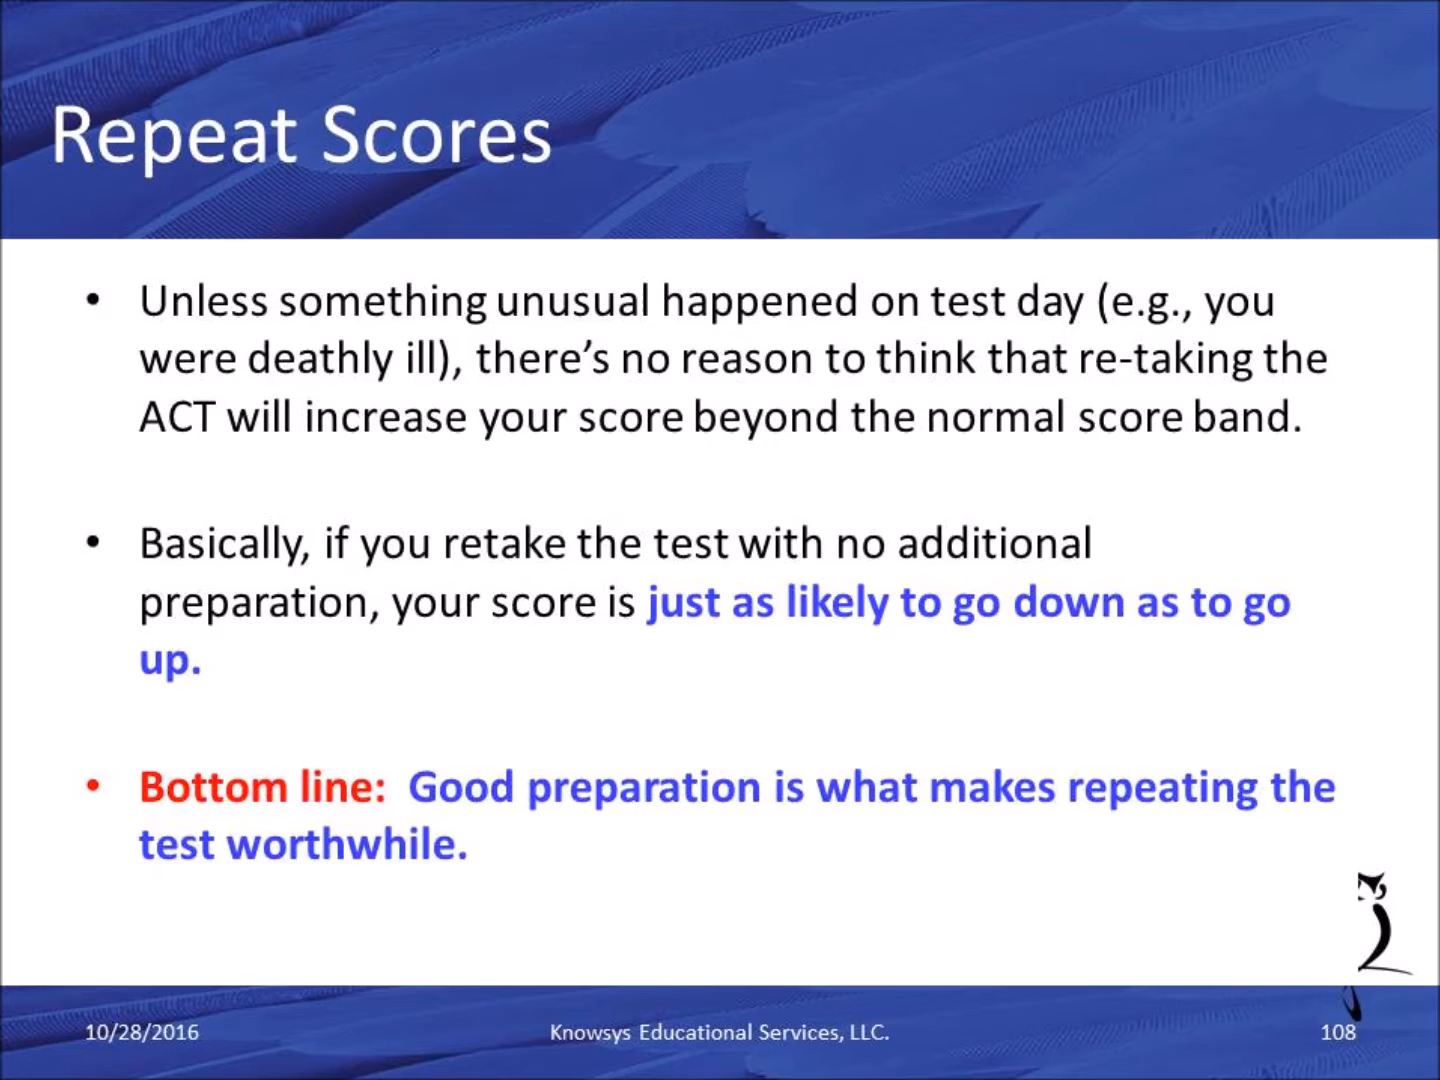 Repeat Scores
• Unless something unusual happened on test day (e.g., you
were deathly ill), there’s no reason to think that re-taking the
ACT will increase your score beyond the normal score band.
• Basically, if you retake the test with no additional
preparation, your score is just as likely to go down as to go
up.
• Bottom line: Good preparation is what makes repeating the
test worthwhile.
10/28/2016 Knowsys Educational Services, LLC. 108